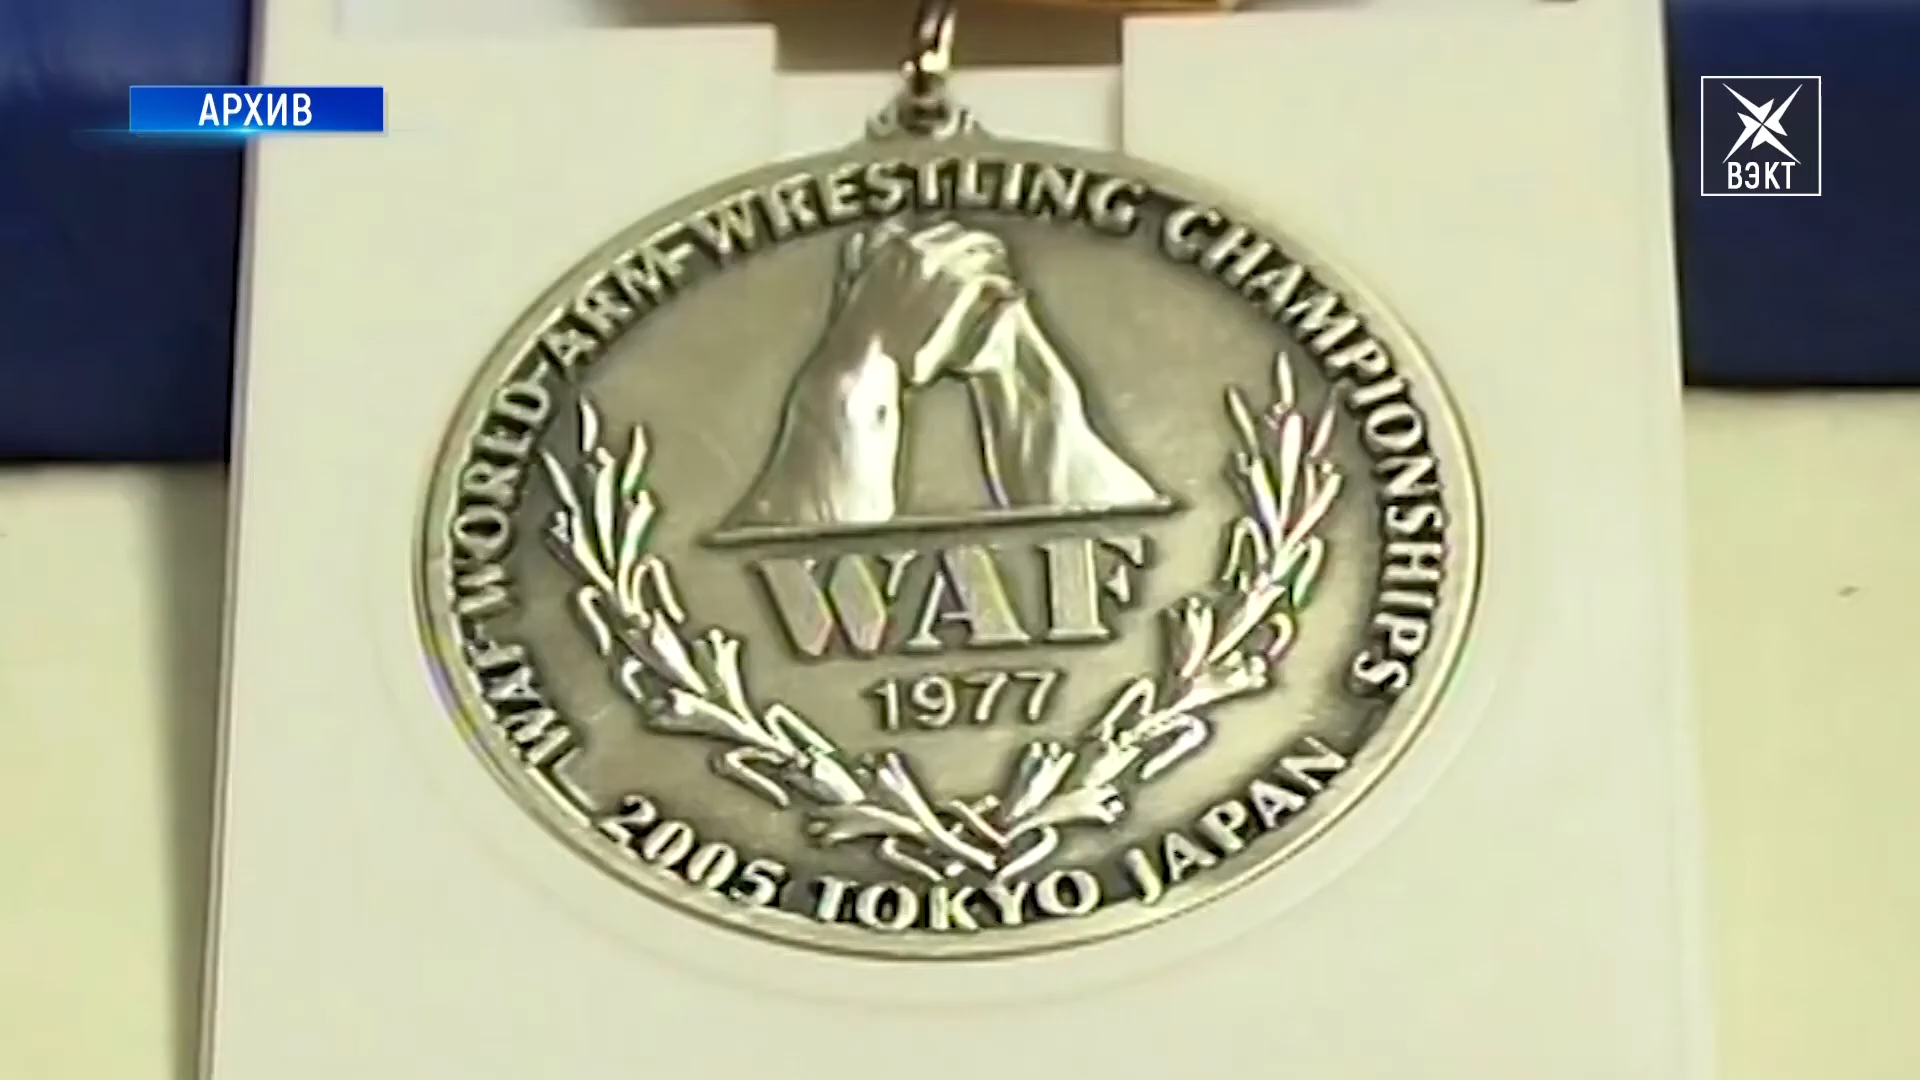 АРХИВ
ВЭКТ
WAF-WORLD-ARM-WRESTLING CHAMPIONSHIPS
WAF
1977
2005 TOKYO JAPAN